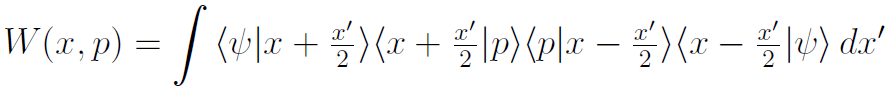 W(x, p) = ∫ ⟨ψ|x + x′/2⟩⟨x + x′/2|p⟩⟨p|x − x′/2⟩⟨x − x′/2|ψ⟩ dx′